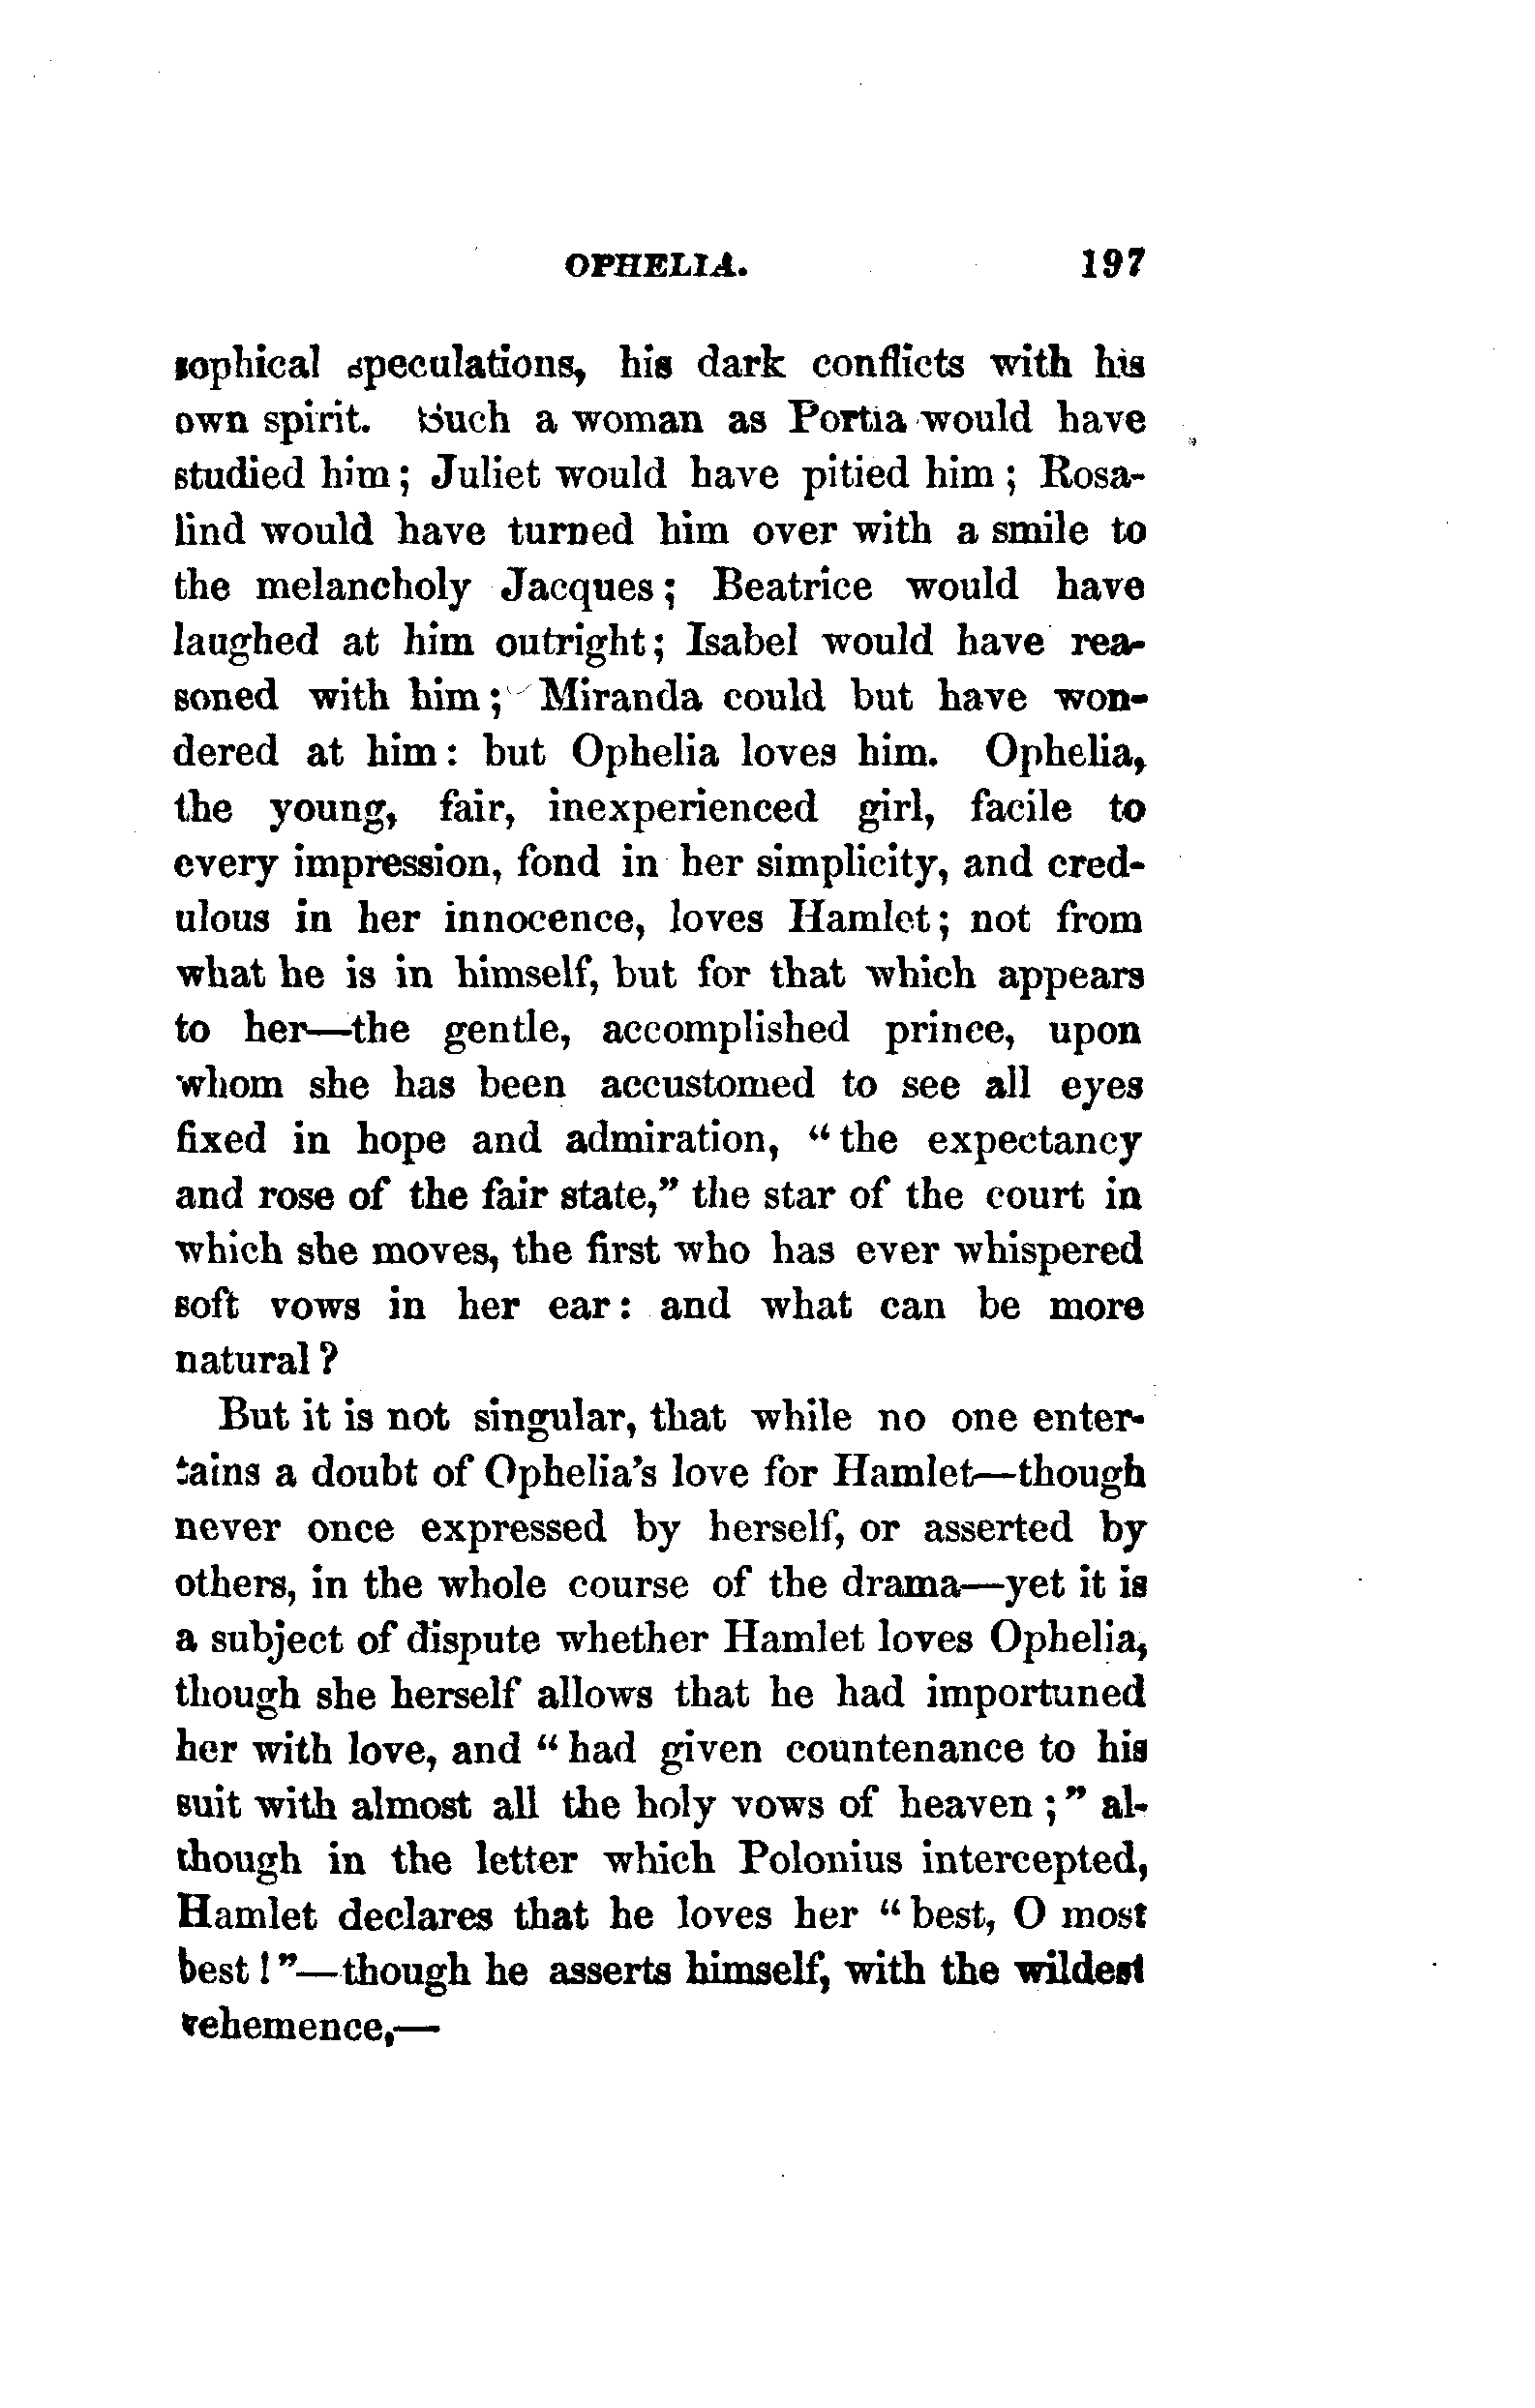 OPHELIA. 197
sophical speculations, his dark conflicts with his
own spirit. Such a woman as Portia would have
studied him; Juliet would have pitied him; Rosa-
lind would have turned him over with a smile to
the melancholy Jacques; Beatrice would have
laughed at him outright; Isabel would have rea-
soned with him; Miranda could but have won-
dered at him: but Ophelia loves him. Ophelia,
the young, fair, inexperienced girl, facile to
every impression, fond in her simplicity, and cred-
ulous in her innocence, loves Hamlet; not from
what he is in himself, but for that which appears
to her—the gentle, accomplished prince, upon
whom she has been accustomed to see all eyes
fixed in hope and admiration, "the expectancy
and rose of the fair state," the star of the court in
which she moves, the first who has ever whispered
soft vows in her ear: and what can be more
natural?
But it is not singular, that while no one enter-
tains a doubt of Ophelia's love for Hamlet—though
never once expressed by herself, or asserted by
others, in the whole course of the drama—yet it is
a subject of dispute whether Hamlet loves Ophelia,
though she herself allows that he had importuned
her with love, and "had given countenance to his
suit with almost all the holy vows of heaven;" al-
though in the letter which Polonius intercepted,
Hamlet declares that he loves her "best, O most
best!"—though he asserts himself, with the wildest
vehemence,—